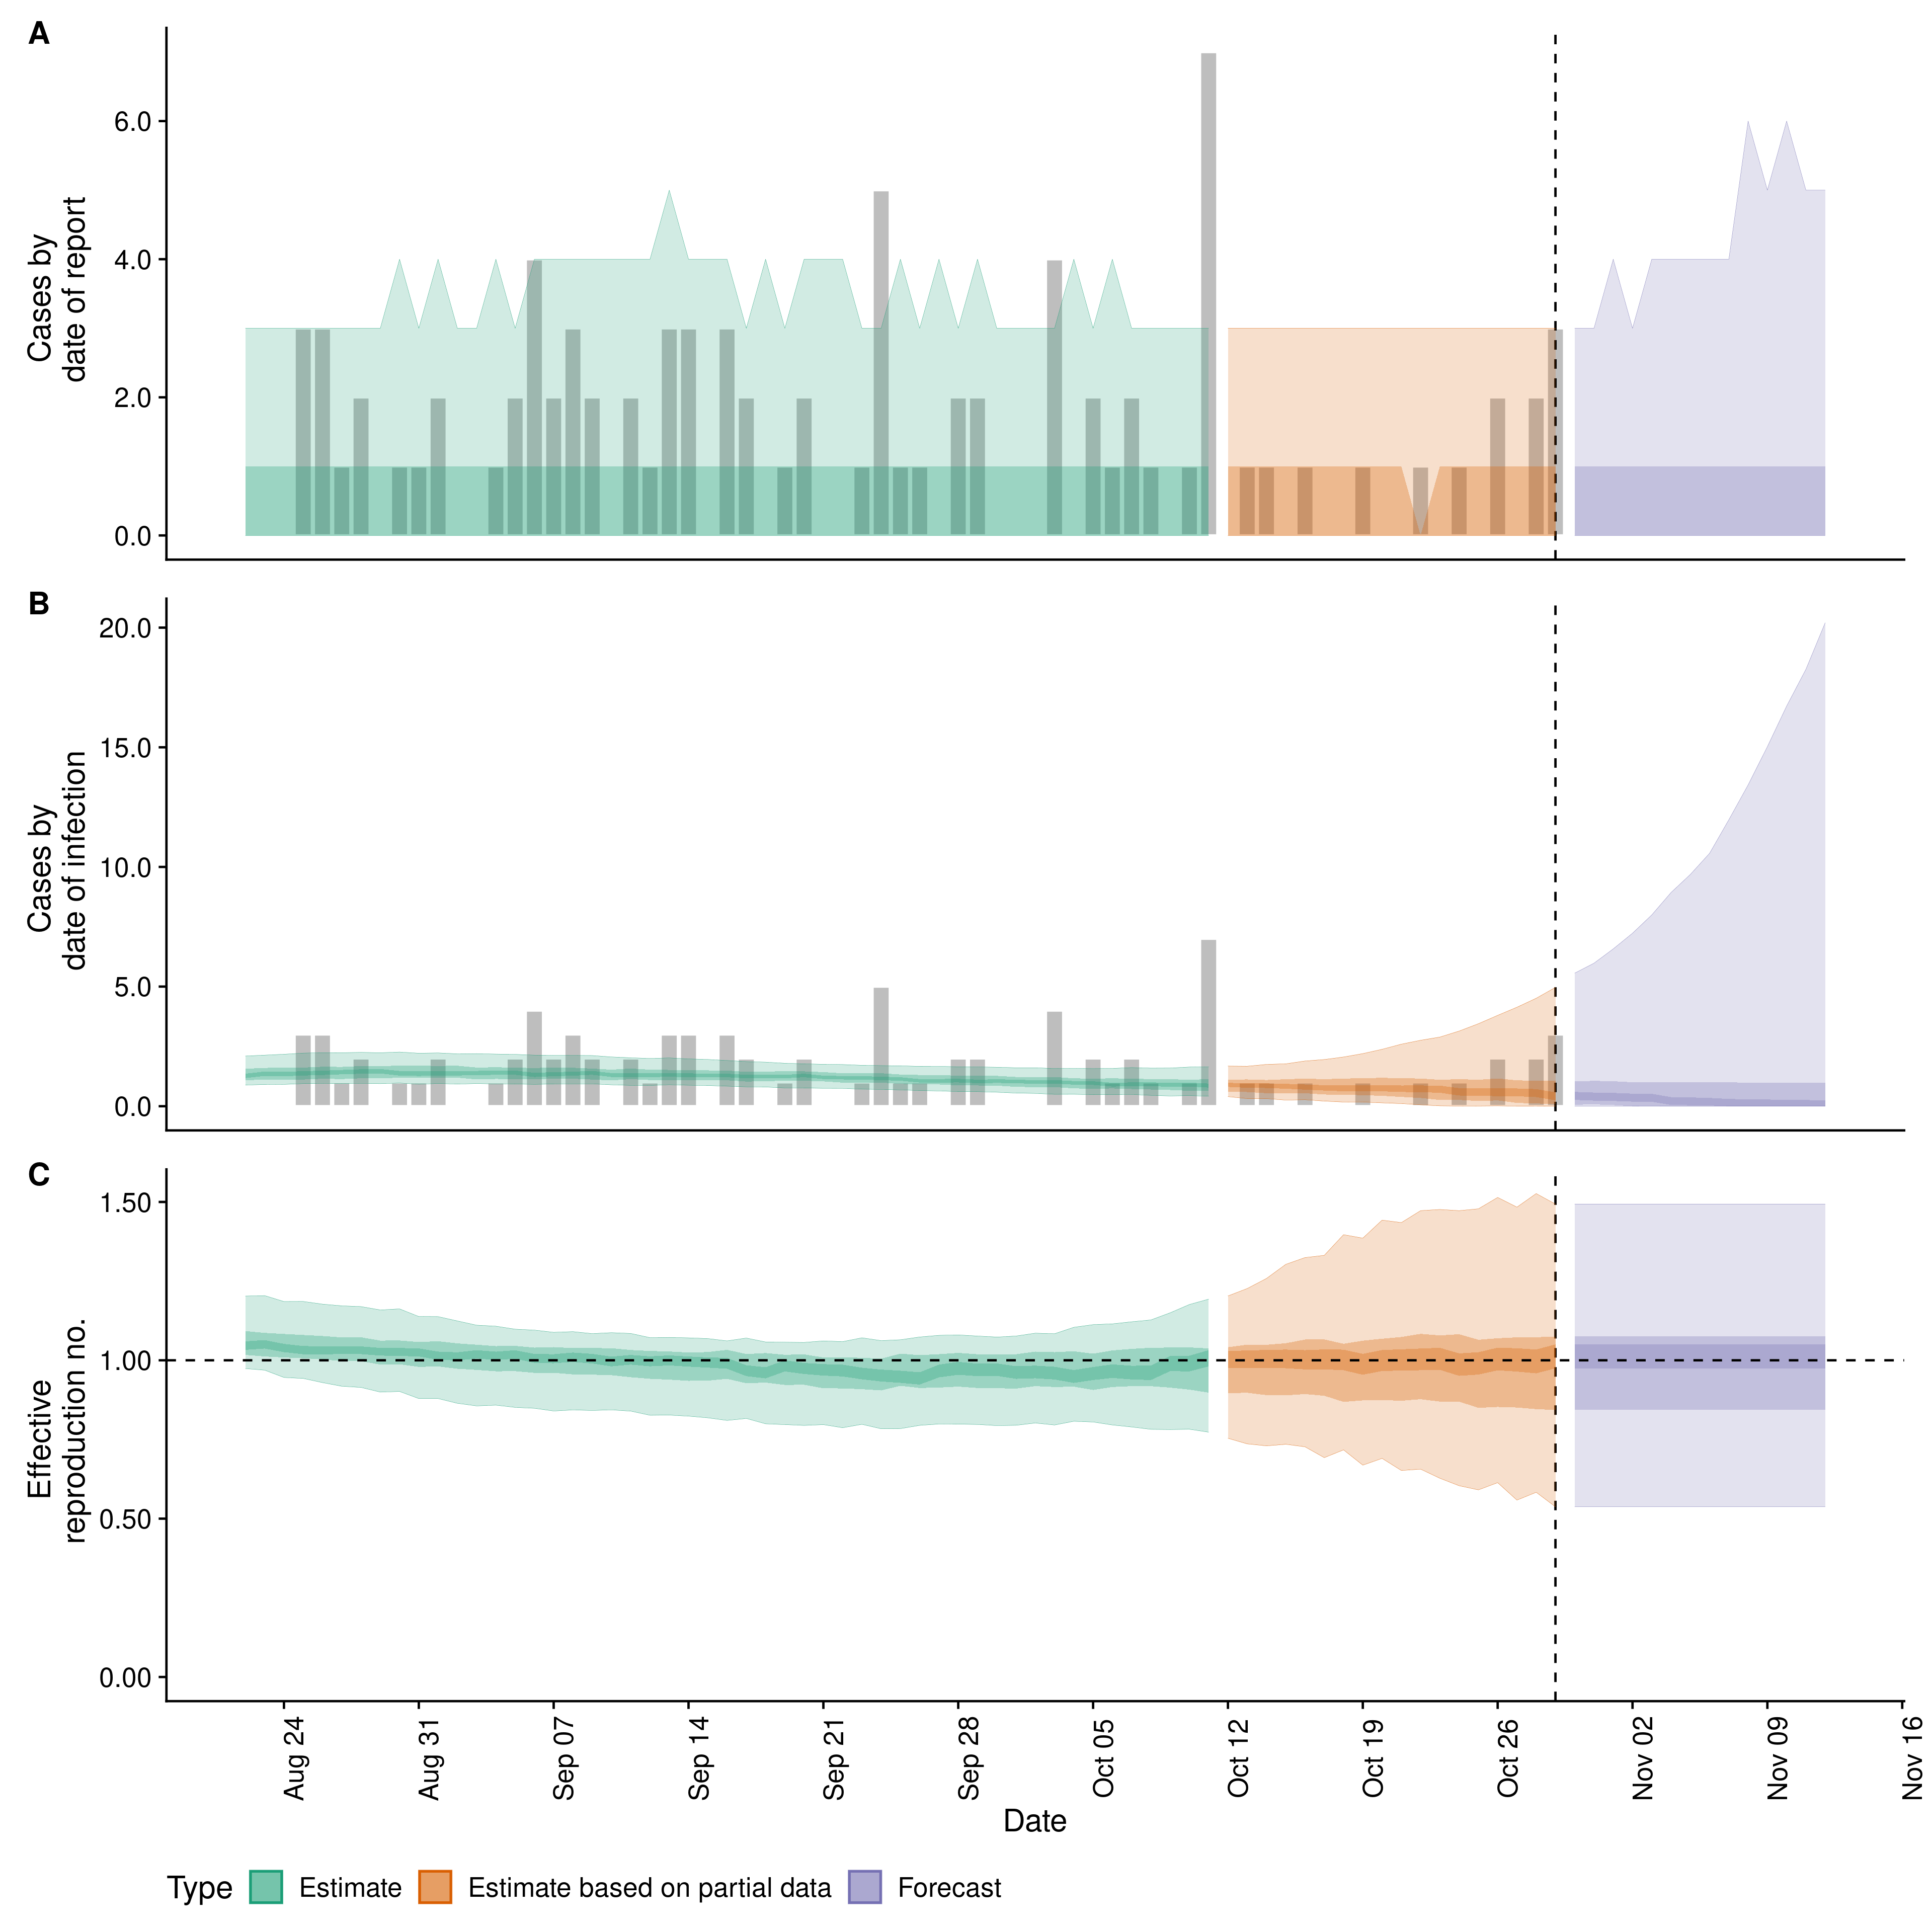 A
Cases by
date of report
6.0
4.0
2.0
0.0
B
Cases by
date of infection
20.0
15.0
10.0
5.0
0.0
C
Effective
reproduction no.
1.50
1.00
0.50
0.00
Aug 24
Aug 31
Sep 07
Sep 14
Sep 21
Sep 28
Oct 05
Oct 12
Oct 19
Oct 26
Nov 02
Nov 09
Nov 16
Date
Type Estimate Estimate based on partial data Forecast